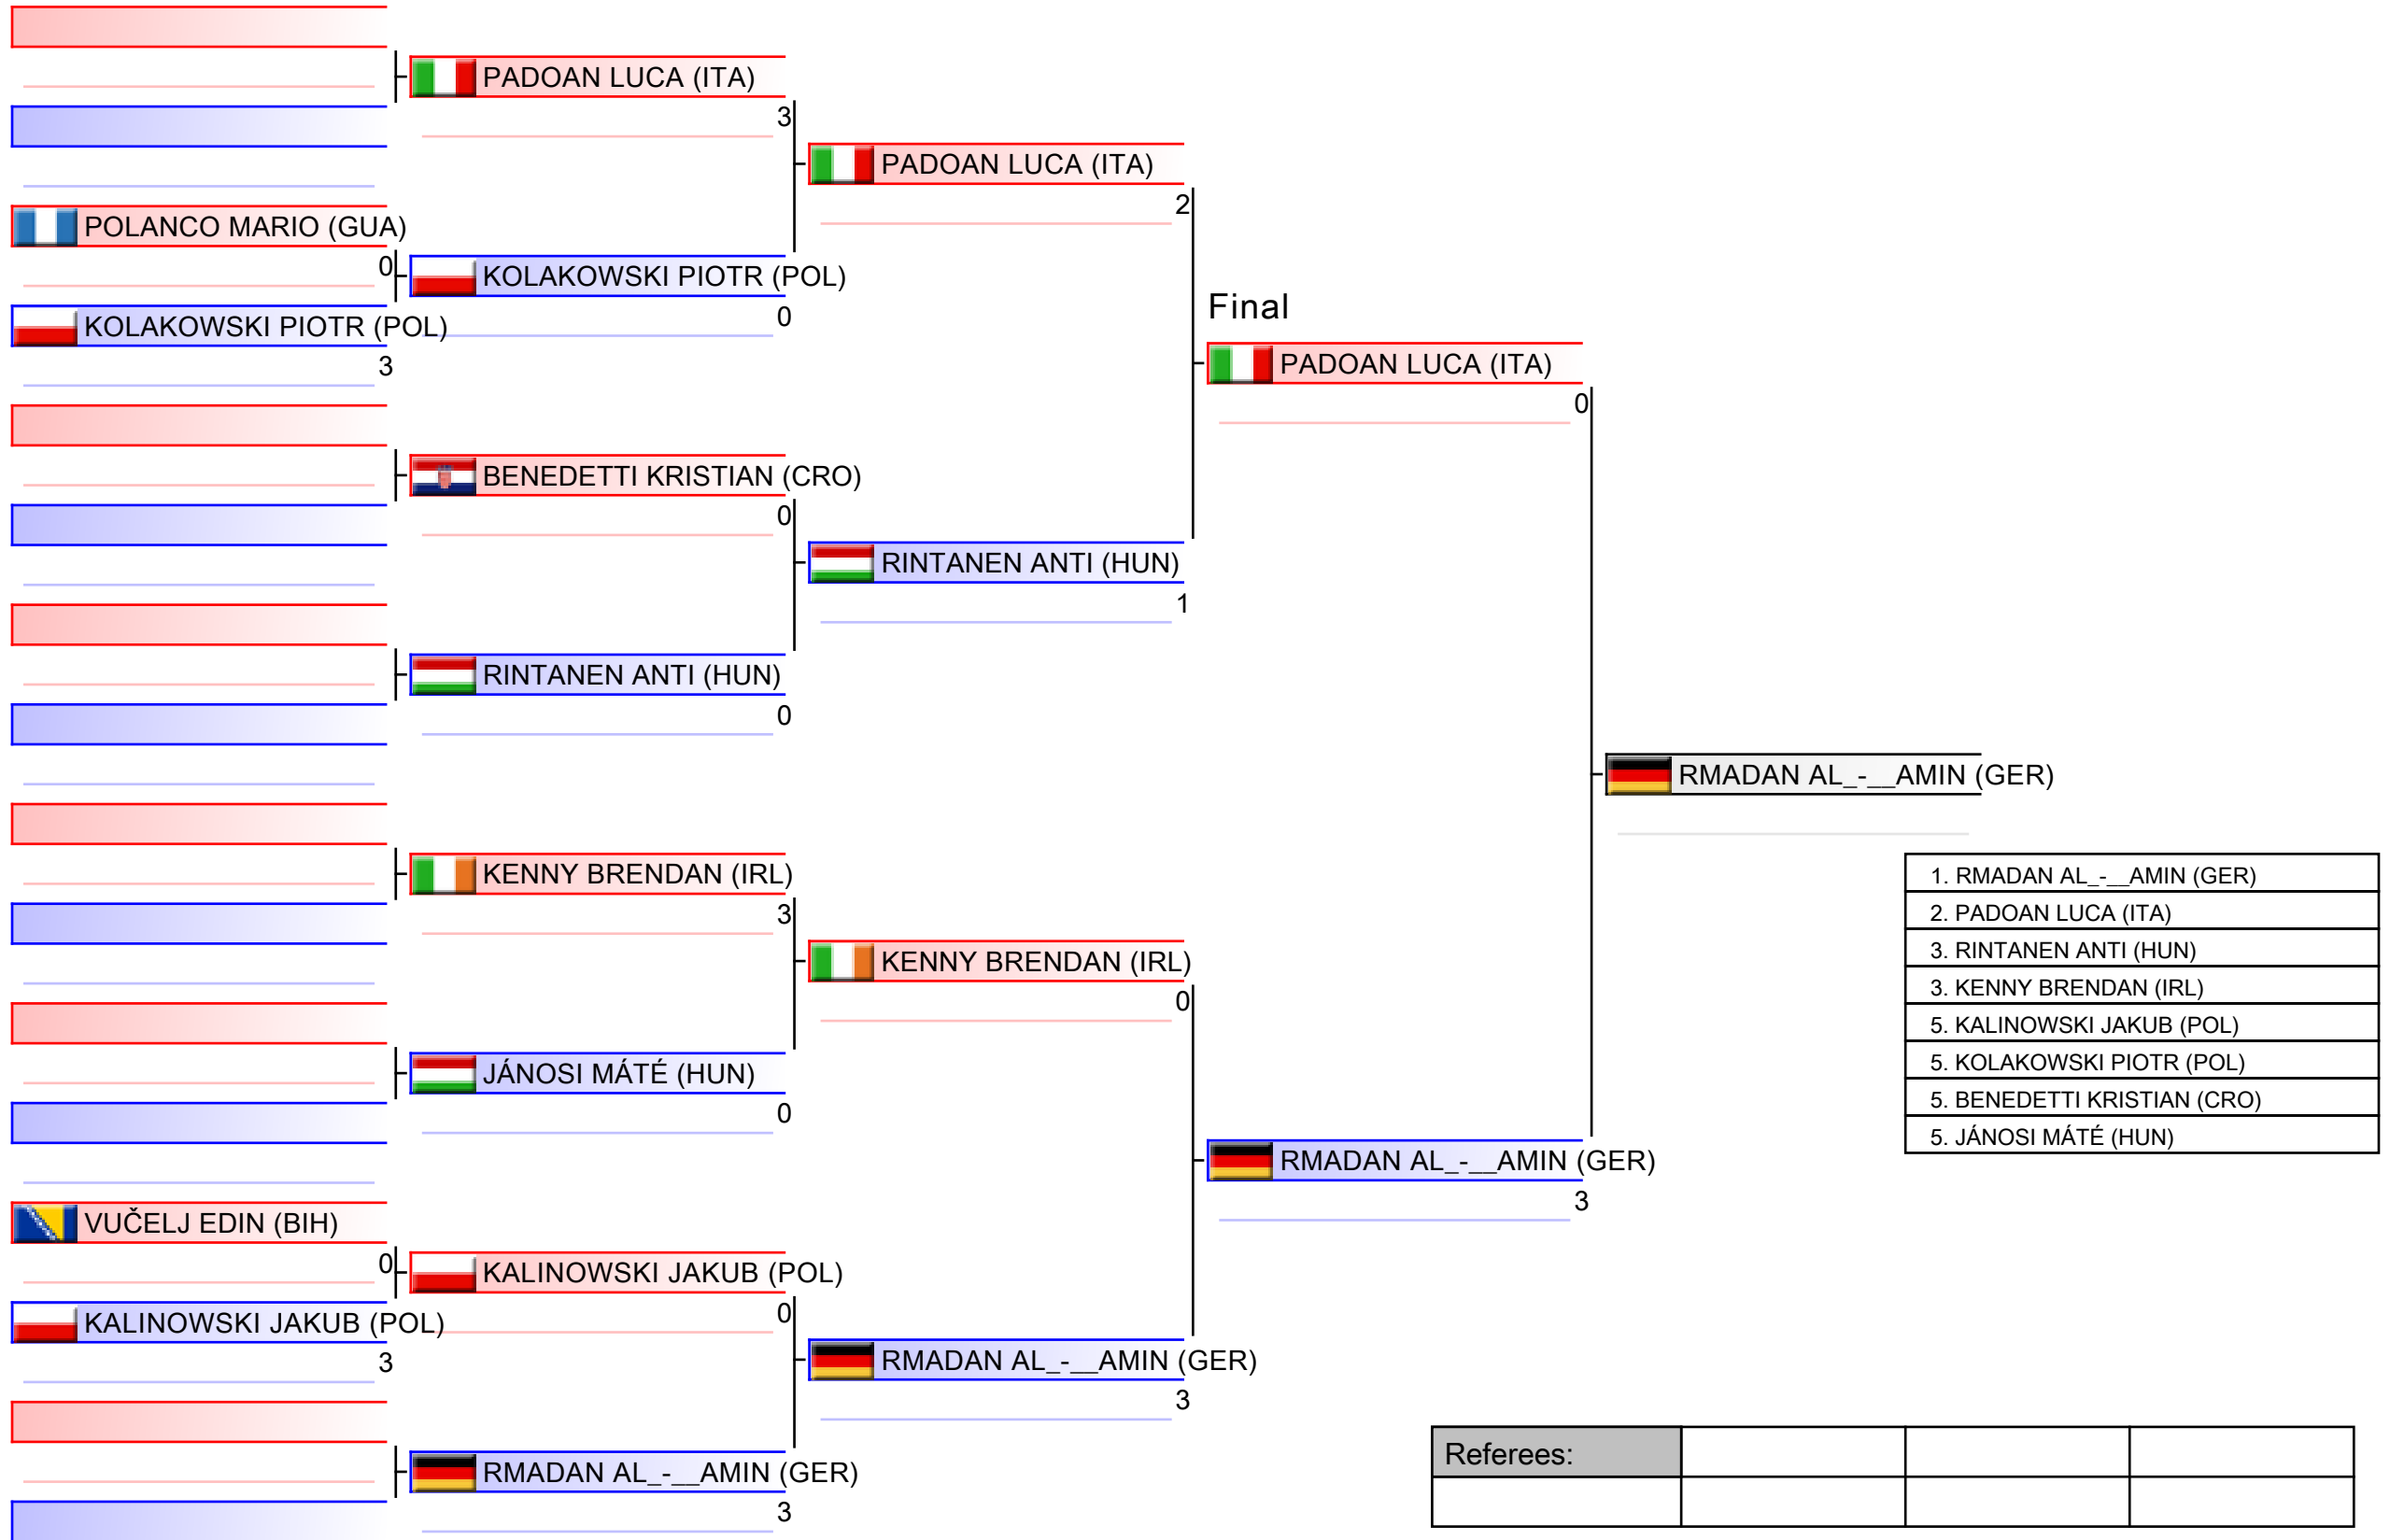 PADOAN LUCA (ITA)
3
PADOAN LUCA (ITA)
2
POLANCO MARIO (GUA)
0
KOLAKOWSKI PIOTR (POL)
0
KOLAKOWSKI PIOTR (POL)
3
Final
PADOAN LUCA (ITA)
0
BENEDETTI KRISTIAN (CRO)
0
RINTANEN ANTI (HUN)
1
RINTANEN ANTI (HUN)
0
RMADAN AL_-__AMIN (GER)
KENNY BRENDAN (IRL)
3
KENNY BRENDAN (IRL)
0
JÁNOSI MÁTÉ (HUN)
0
RMADAN AL_-__AMIN (GER)
3
1. RMADAN AL_-__AMIN (GER)
2. PADOAN LUCA (ITA)
3. RINTANEN ANTI (HUN)
3. KENNY BRENDAN (IRL)
5. KALINOWSKI JAKUB (POL)
5. KOLAKOWSKI PIOTR (POL)
5. BENEDETTI KRISTIAN (CRO)
5. JÁNOSI MÁTÉ (HUN)
VUČELJ EDIN (BIH)
0
KALINOWSKI JAKUB (POL)
0
KALINOWSKI JAKUB (POL)
3
RMADAN AL_-__AMIN (GER)
3
RMADAN AL_-__AMIN (GER)
3
Referees: